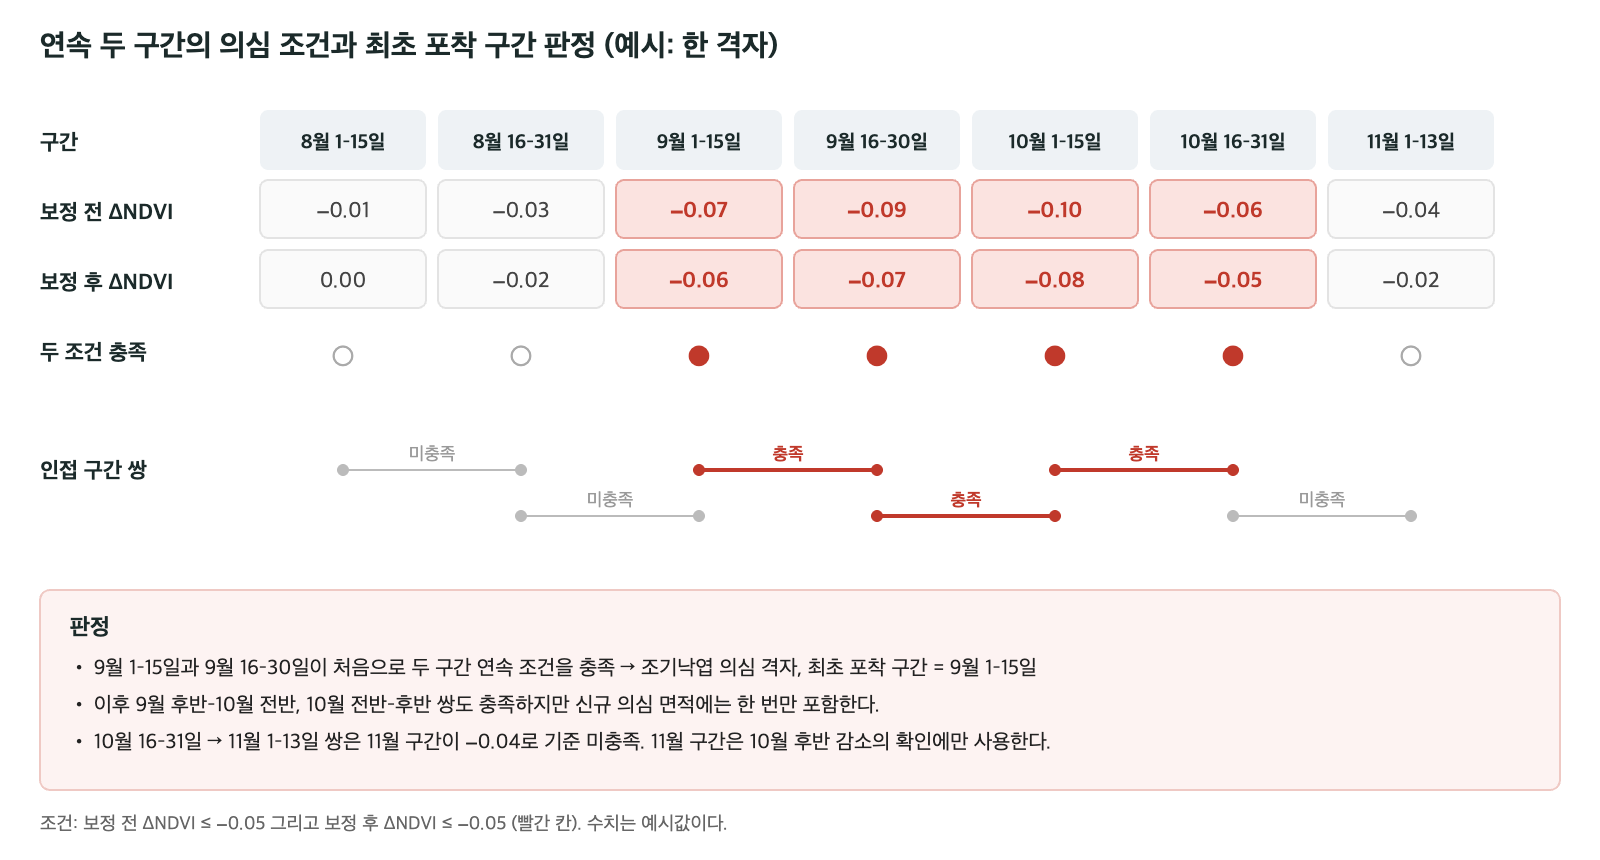 연속 두 구간의 의심 조건과 최초 포착 구간 판정 (예시: 한 격자)
구간 8월 1-15일 8월 16-31일 9월 1-15일 9월 16-30일 10월 1-15일 10월 16-31일 11월 1-13일
보정 전 ΔNDVI −0.01 −0.03 −0.07 −0.09 −0.10 −0.06 −0.04
보정 후 ΔNDVI 0.00 −0.02 −0.06 −0.07 −0.08 −0.05 −0.02
두 조건 충족
인접 구간 쌍 미충족 충족 충족
미충족 충족 미충족
판정
• 9월 1-15일과 9월 16-30일이 처음으로 두 구간 연속 조건을 충족 → 조기낙엽 의심 격자, 최초 포착 구간 = 9월 1-15일
• 이후 9월 후반-10월 전반, 10월 전반-후반 쌍도 충족하지만 신규 의심 면적에는 한 번만 포함한다.
• 10월 16-31일 → 11월 1-13일 쌍은 11월 구간이 −0.04로 기준 미충족. 11월 구간은 10월 후반 감소의 확인에만 사용한다.
조건: 보정 전 ΔNDVI ≤ −0.05 그리고 보정 후 ΔNDVI ≤ −0.05 (빨간 칸). 수치는 예시값이다.